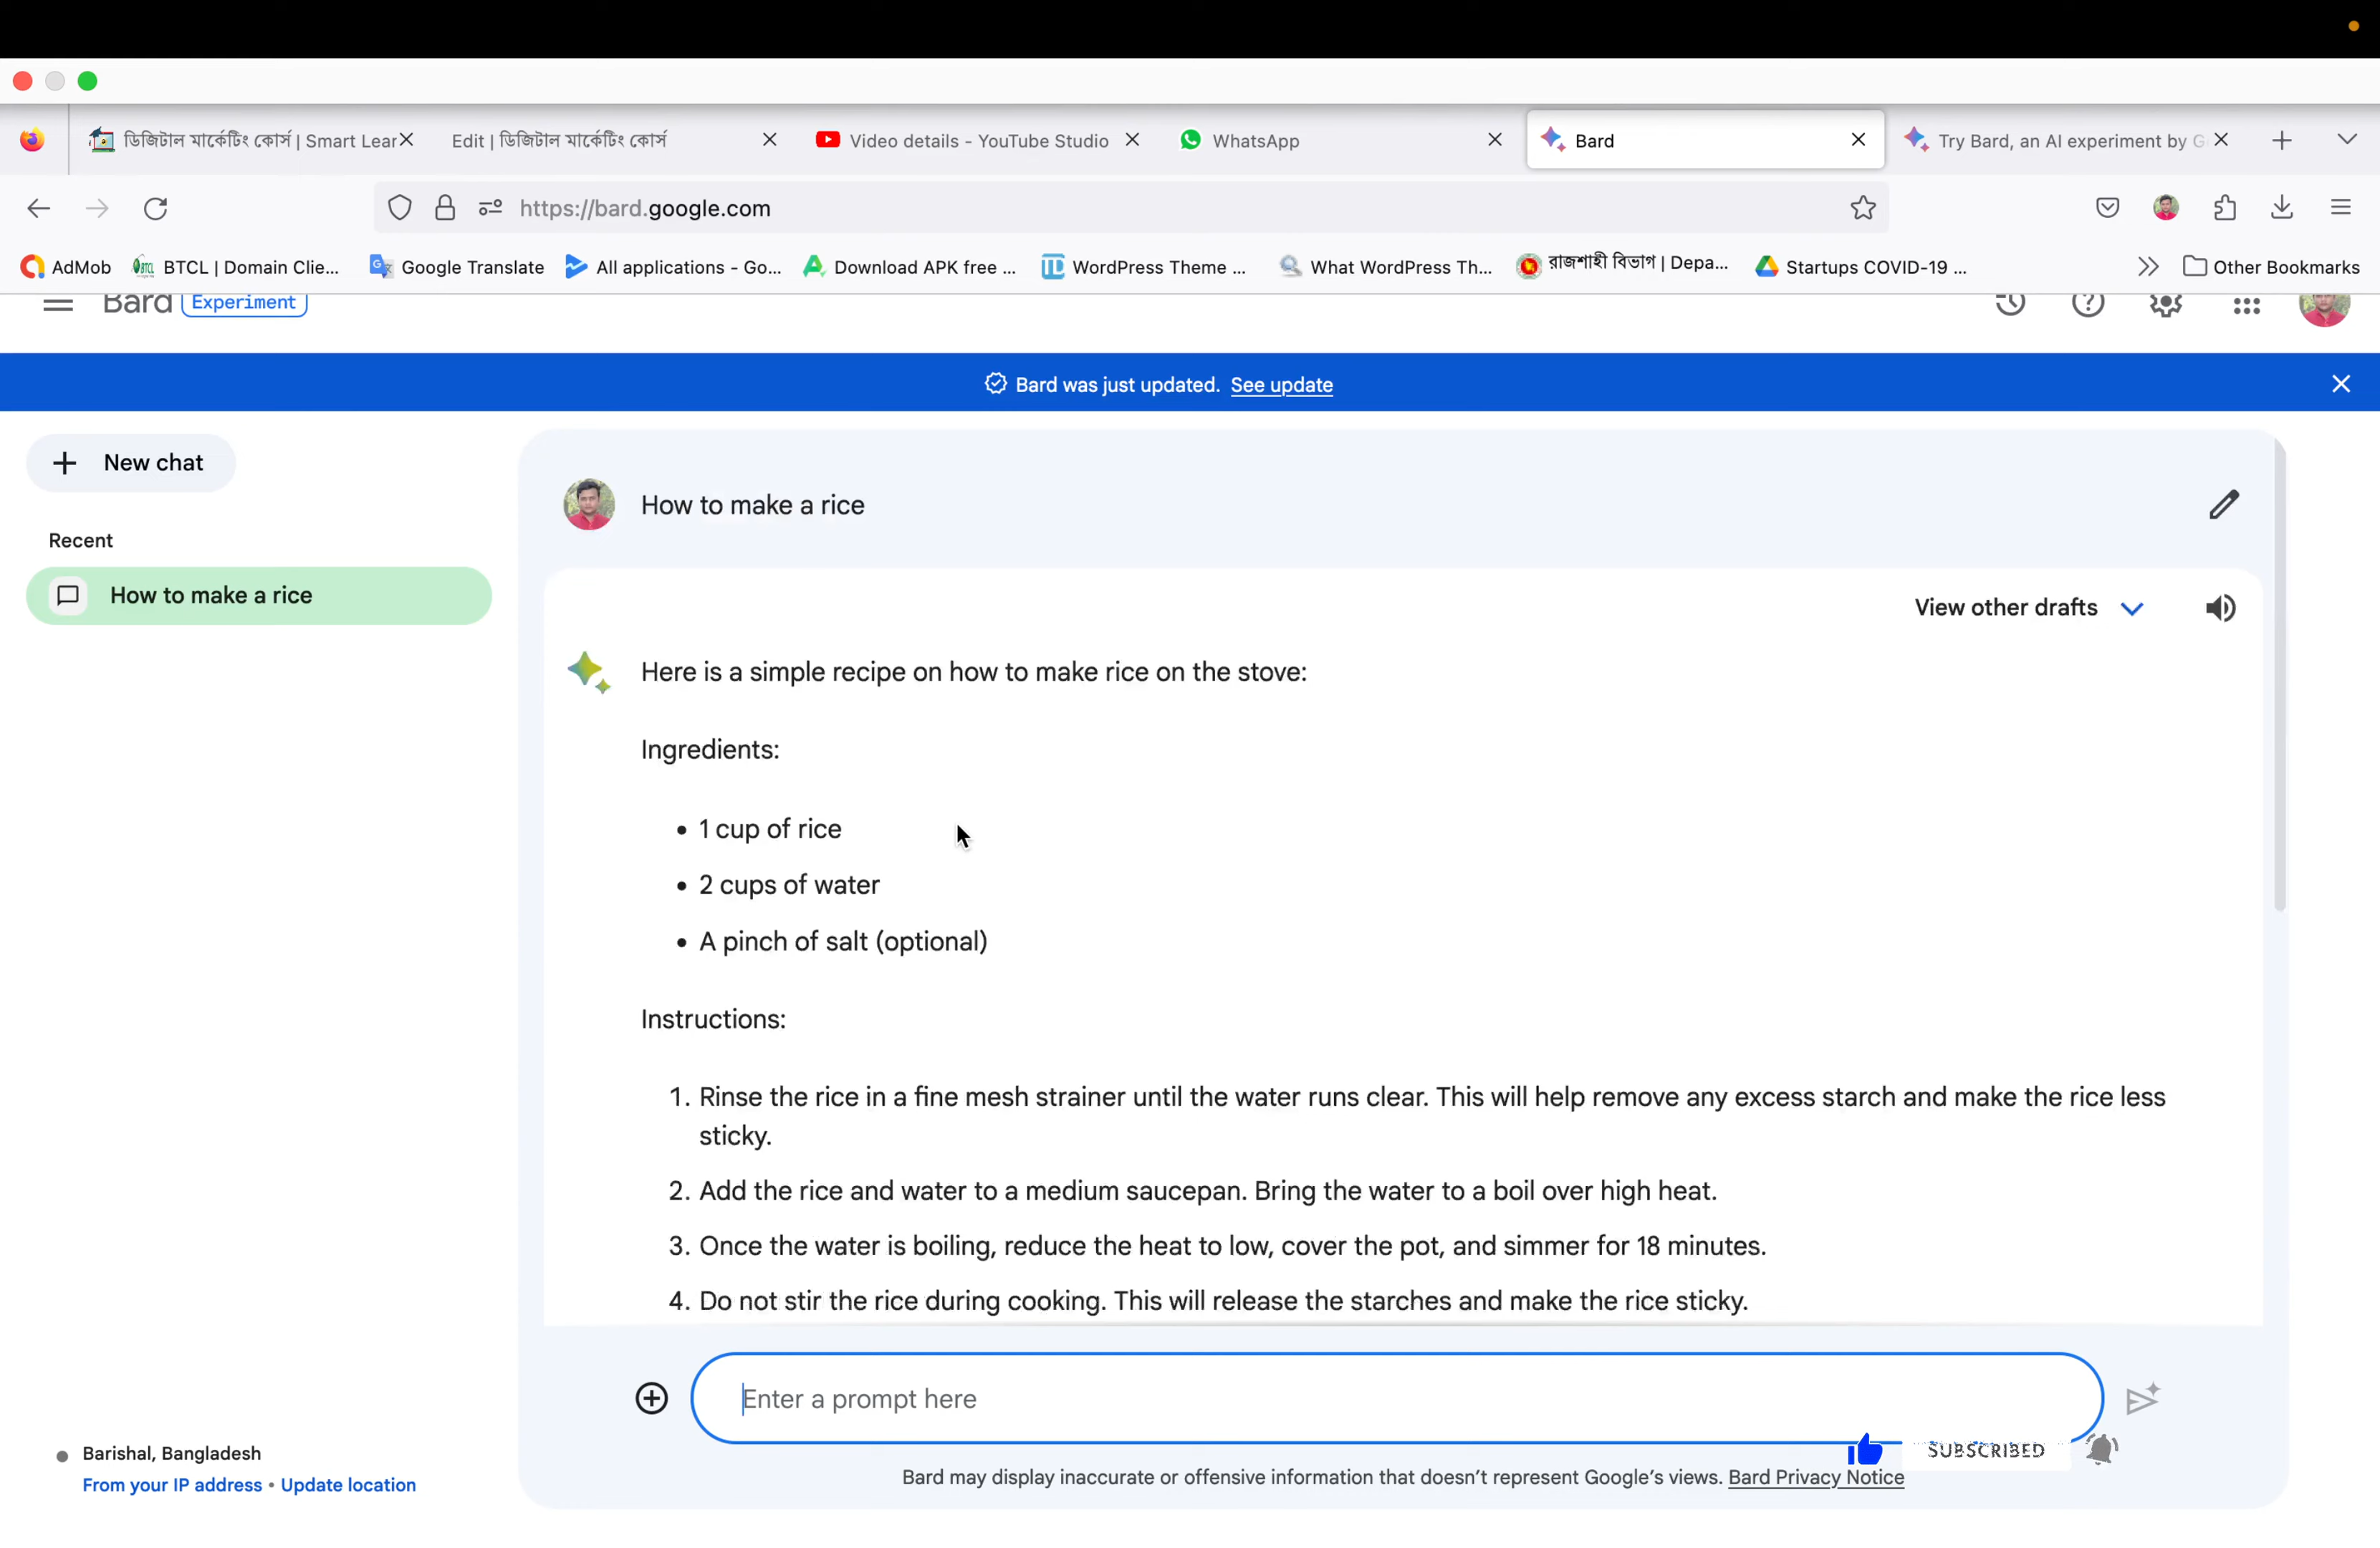 ডিজিটাল মার্কেটিং কোর্স | Smart Lear
Edit | ডিজিটাল মার্কেটিং কোর্স
Video details - YouTube Studio
WhatsApp
Bard
Try Bard, an AI experiment by G
https://bard.google.com
AdMob
BTCL | Domain Clie...
Google Translate
All applications - Go...
Download APK free ...
WordPress Theme ...
What WordPress Th...
রাজশাহী বিভাগ | Depa...
Startups COVID-19 ...
Other Bookmarks
Bard Experiment
Bard was just updated. See update
New chat
Recent
How to make a rice
How to make a rice
View other drafts
Here is a simple recipe on how to make rice on the stove:
Ingredients:
• 1 cup of rice
• 2 cups of water
• A pinch of salt (optional)
Instructions:
1. Rinse the rice in a fine mesh strainer until the water runs clear. This will help remove any excess starch and make the rice less
sticky.
2. Add the rice and water to a medium saucepan. Bring the water to a boil over high heat.
3. Once the water is boiling, reduce the heat to low, cover the pot, and simmer for 18 minutes.
4. Do not stir the rice during cooking. This will release the starches and make the rice sticky.
Enter a prompt here
SUBSCRIBED
Barishal, Bangladesh
From your IP address • Update location
Bard may display inaccurate or offensive information that doesn't represent Google's views. Bard Privacy Notice